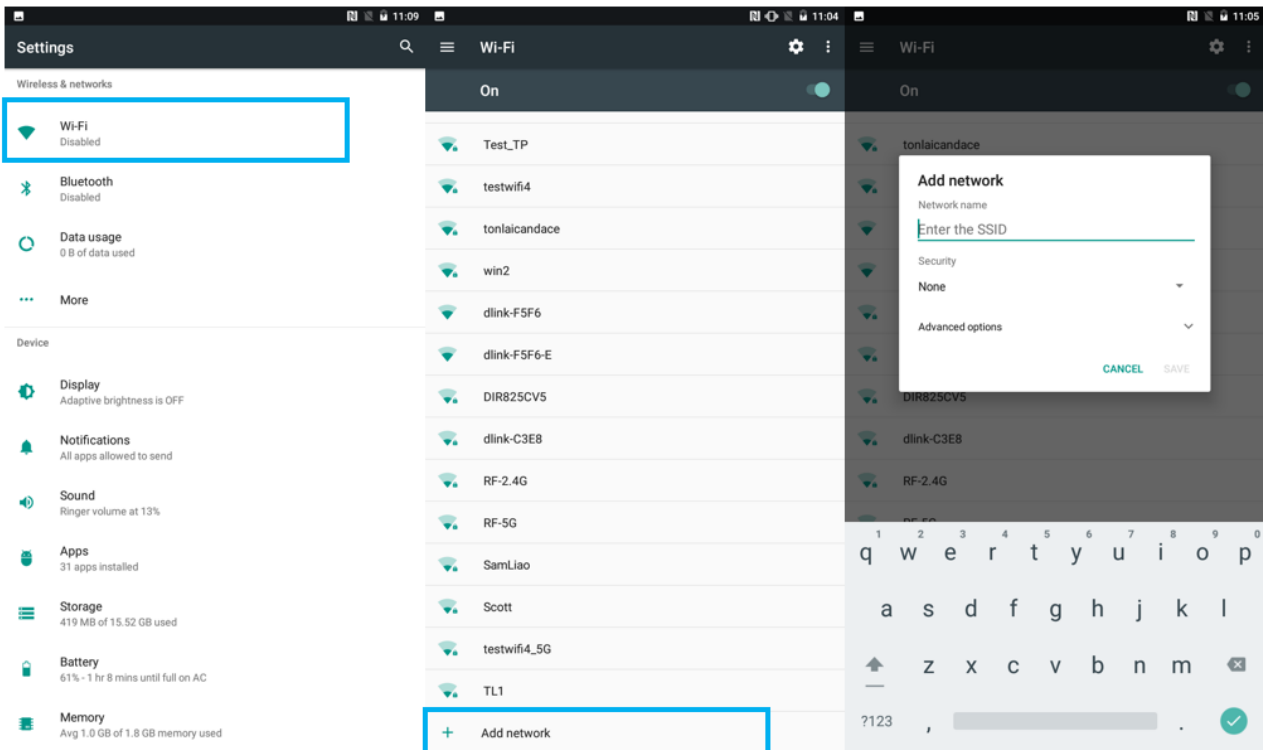 11:09
Settings
Wireless & networks
Wi-Fi
Disabled
Bluetooth
Disabled
Data usage
0 B of data used
More
Device
Display
Adaptive brightness is OFF
Notifications
All apps allowed to send
Sound
Ringer volume at 13%
Apps
31 apps installed
Storage
419 MB of 15.52 GB used
Battery
61% - 1 hr 8 mins until full on AC
Memory
Avg 1.0 GB of 1.8 GB memory used
11:04
Wi-Fi
On
Test_TP
testwifi4
tonlaicandace
win2
dlink-F5F6
dlink-F5F6-E
DIR825CV5
dlink-C3E8
RF-2.4G
RF-5G
SamLiao
Scott
testwifi4_5G
TL1
Add network
11:05
Wi-Fi
On
tonlaicandace
Add network
Network name
Enter the SSID
Security
None
Advanced options
CANCEL SAVE
DIR825CV5
dlink-C3E8
RF-2.4G
RF-5G
1 2 3 4 5 6 7 8 9 0
q w e r t y u i o p
a s d f g h j k l
z x c v b n m
?123 , .